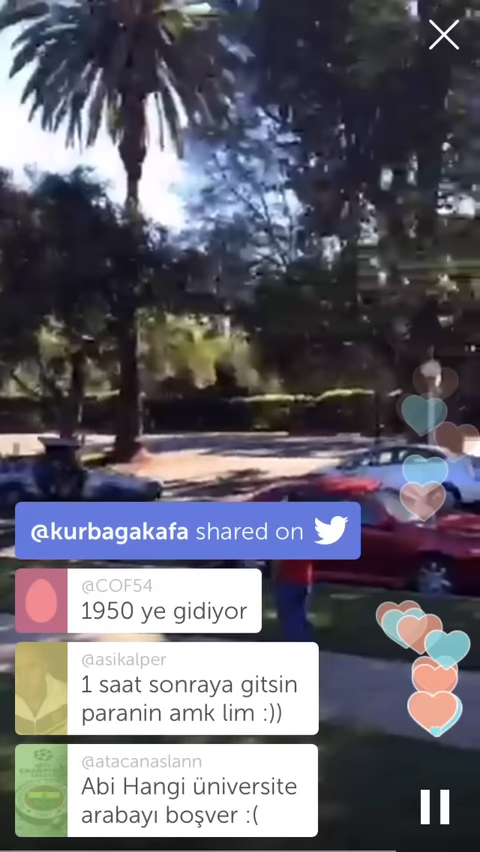 @kurbagakafa shared on
@COF54
1950 ye gidiyor
@asikalper
1 saat sonraya gitsin
paranin amk lim :))
@atacanaslann
Abi Hangi üniversite
arabayı boşver :(